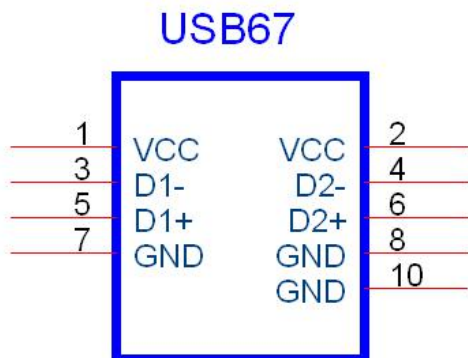 USB67
1 VCC VCC 2
3 D1- D2- 4
5 D1+ D2+ 6
7 GND GND 8
GND 10